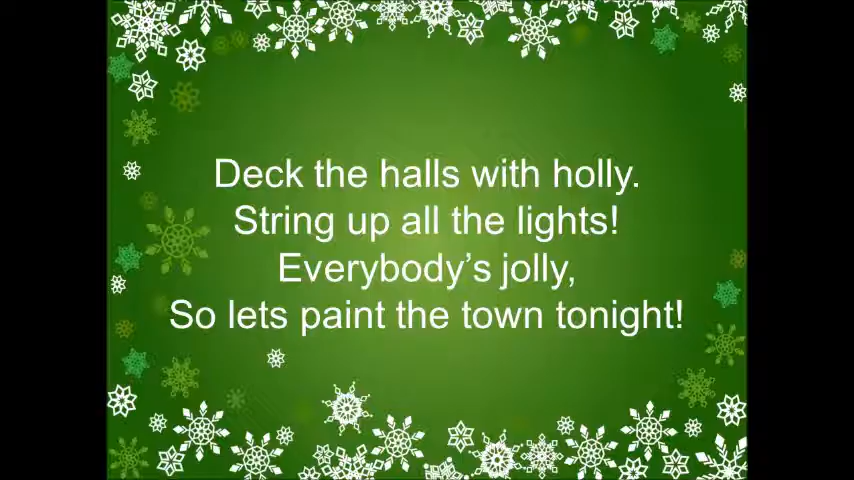 Deck the halls with holly.
String up all the lights!
Everybody’s jolly,
So lets paint the town tonight!